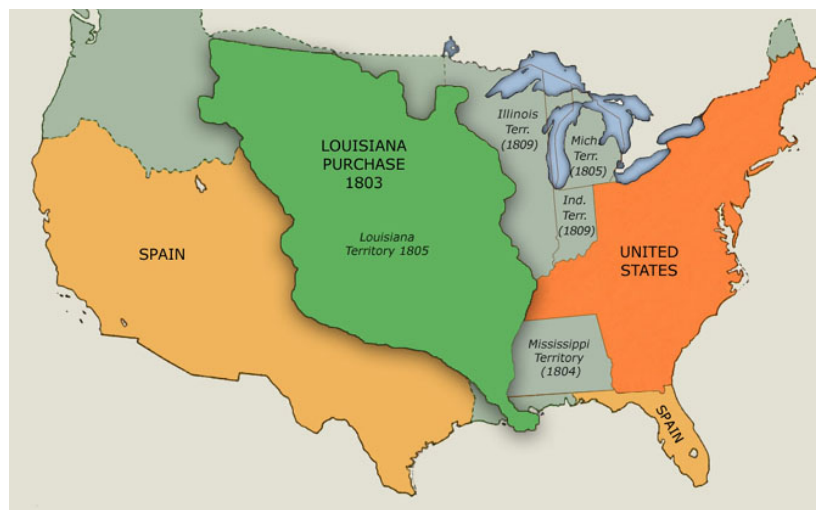 LOUISIANA
PURCHASE
1803
Louisiana
Territory 1805
SPAIN
Illinois
Terr.
(1809)
Mich.
Terr.
(1805)
Ind.
Terr.
(1809)
UNITED
STATES
Mississippi
Territory
(1804)
SPAIN